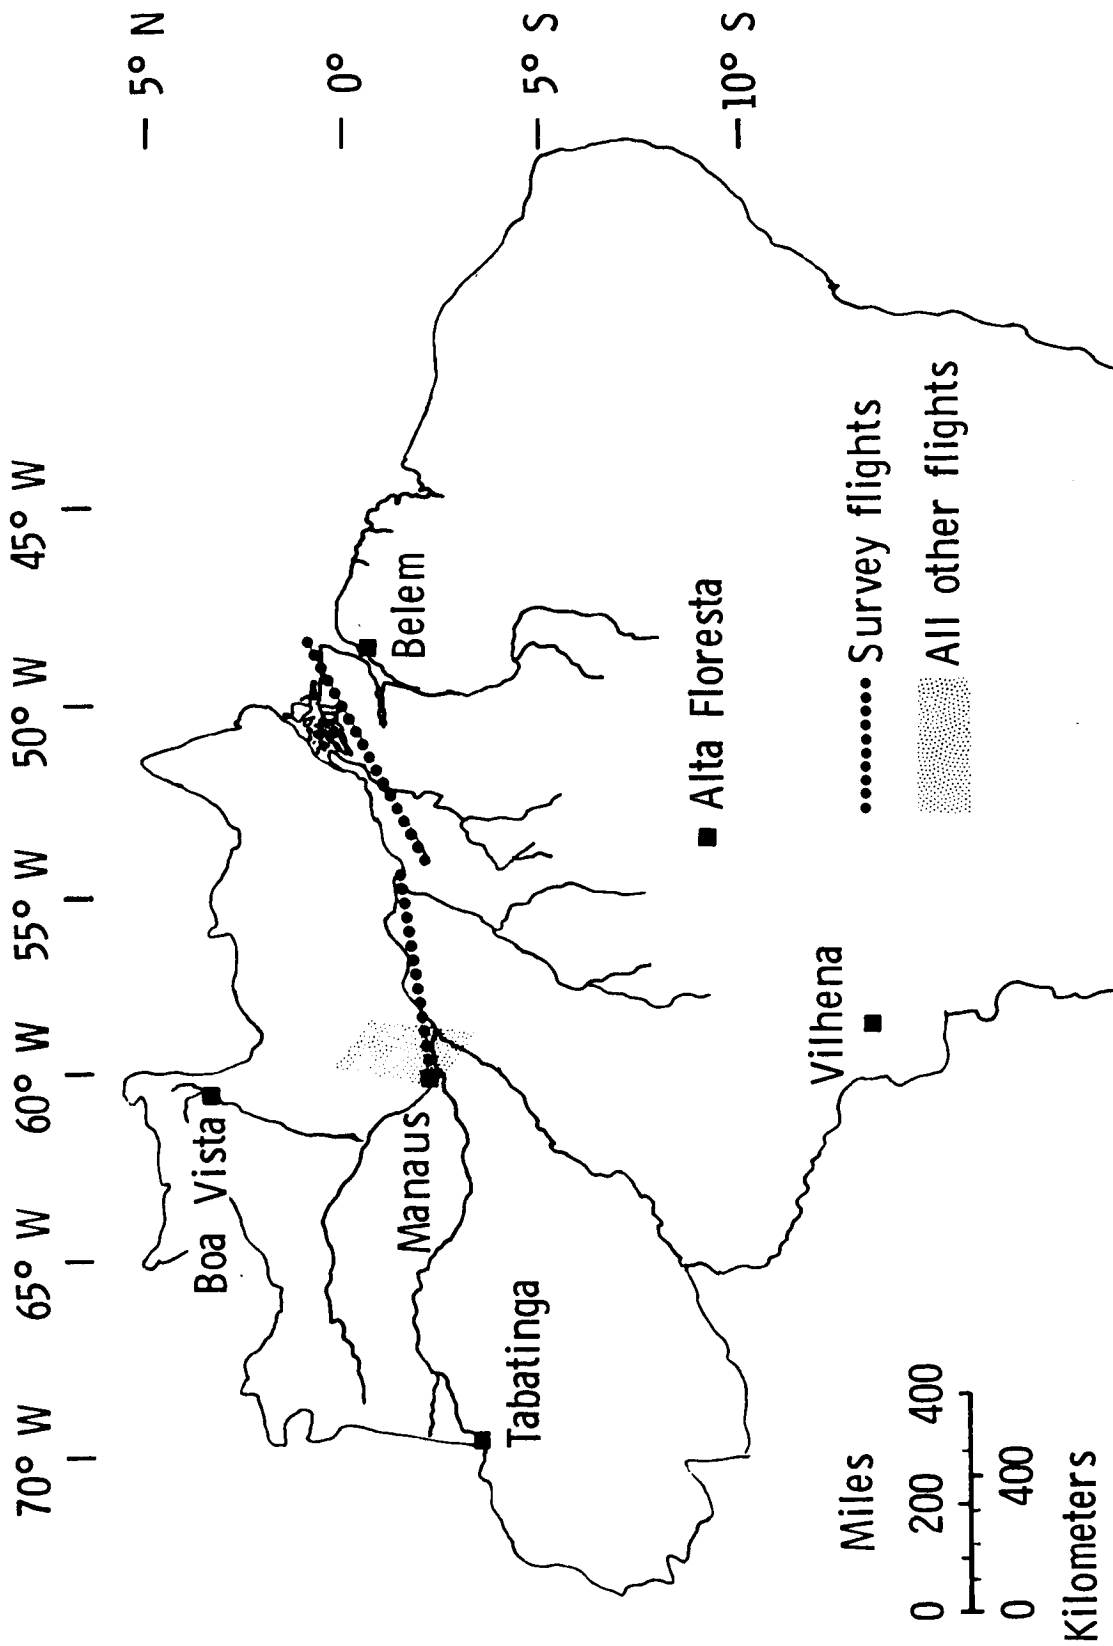 70° W 65° W 60° W 55° W 50° W 45° W
5° N
0°
5° S
10° S
Boa Vista
Manaus
Belem
Tabatinga
Alta Floresta
Vilhena
Survey flights
All other flights
Miles
0 200 400
0 400
Kilometers